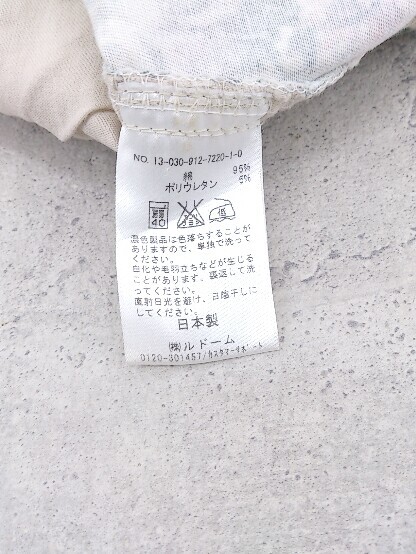 NO. 13-030-912-7220-1-0
綿 95%
ポリウレタン 5%
40 低
濃色製品は色落ちすることが
ありますので、単独で洗って
ください。
白化や毛羽立ちなどが生じる
ことがあります、裏返して洗
ってください。
直射日光を避け、日陰干しに
してください。
日本製
(株)ルドーム
0120-301457/カスタマーサポート